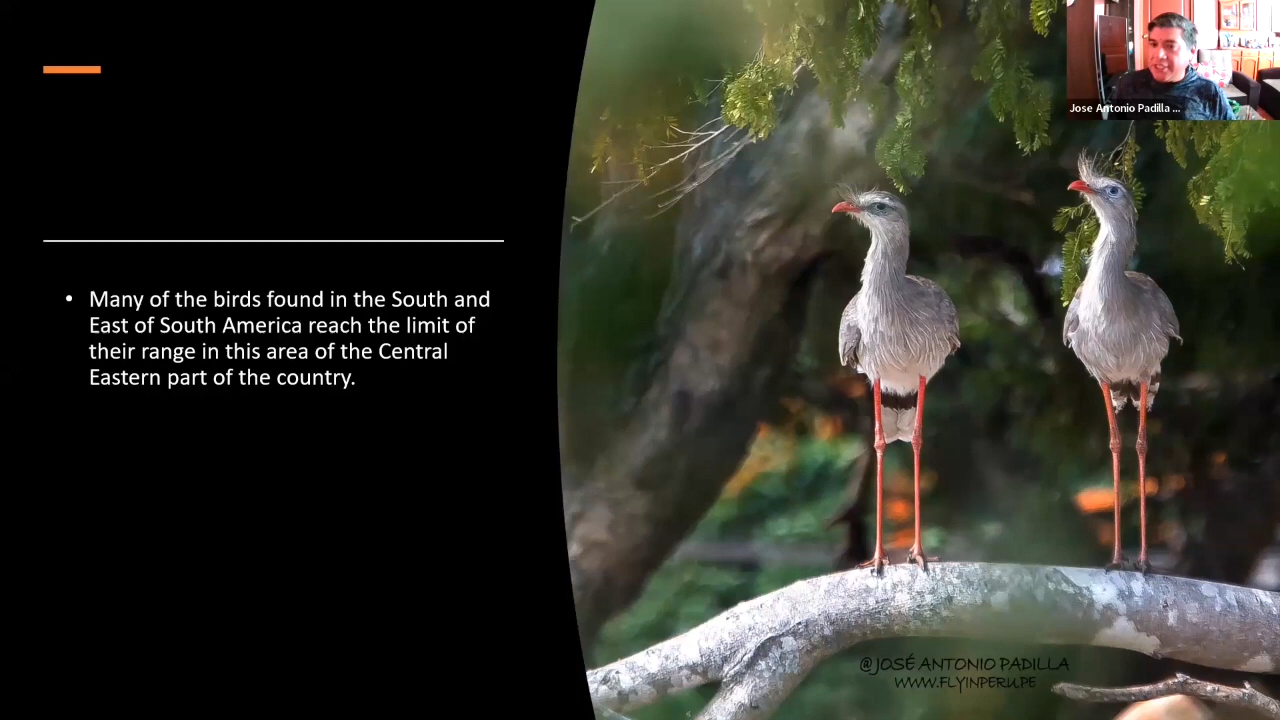 Jose Antonio Padilla ...
• Many of the birds found in the South and
East of South America reach the limit of
their range in this area of the Central
Eastern part of the country.
@JOSÉ ANTONIO PADILLA
WWW.FLYINPERU.PE